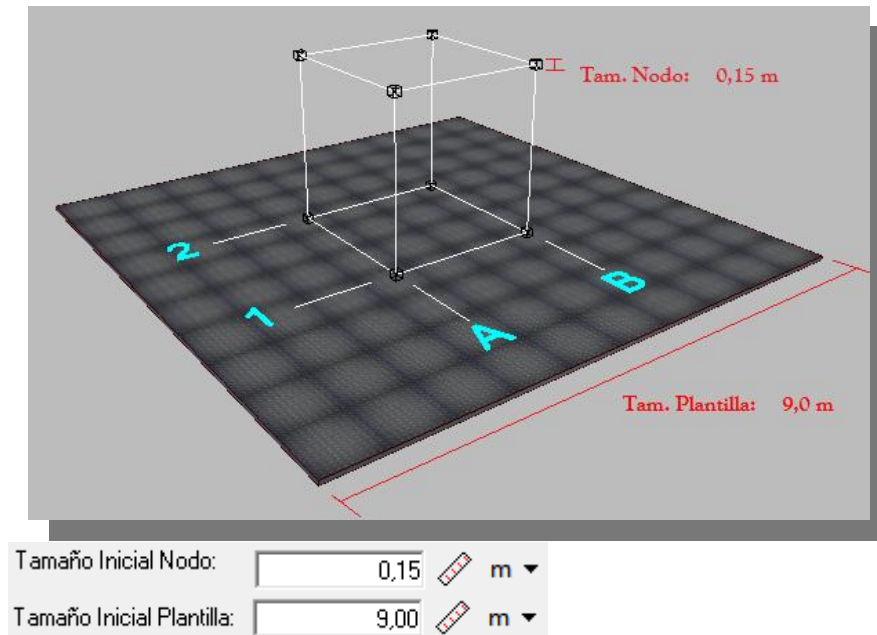 Tam. Nodo: 0,15 m
2
B
1
A
Tam. Plantilla: 9,0 m
Tamaño Inicial Nodo: 0,15 m
Tamaño Inicial Plantilla: 9,00 m